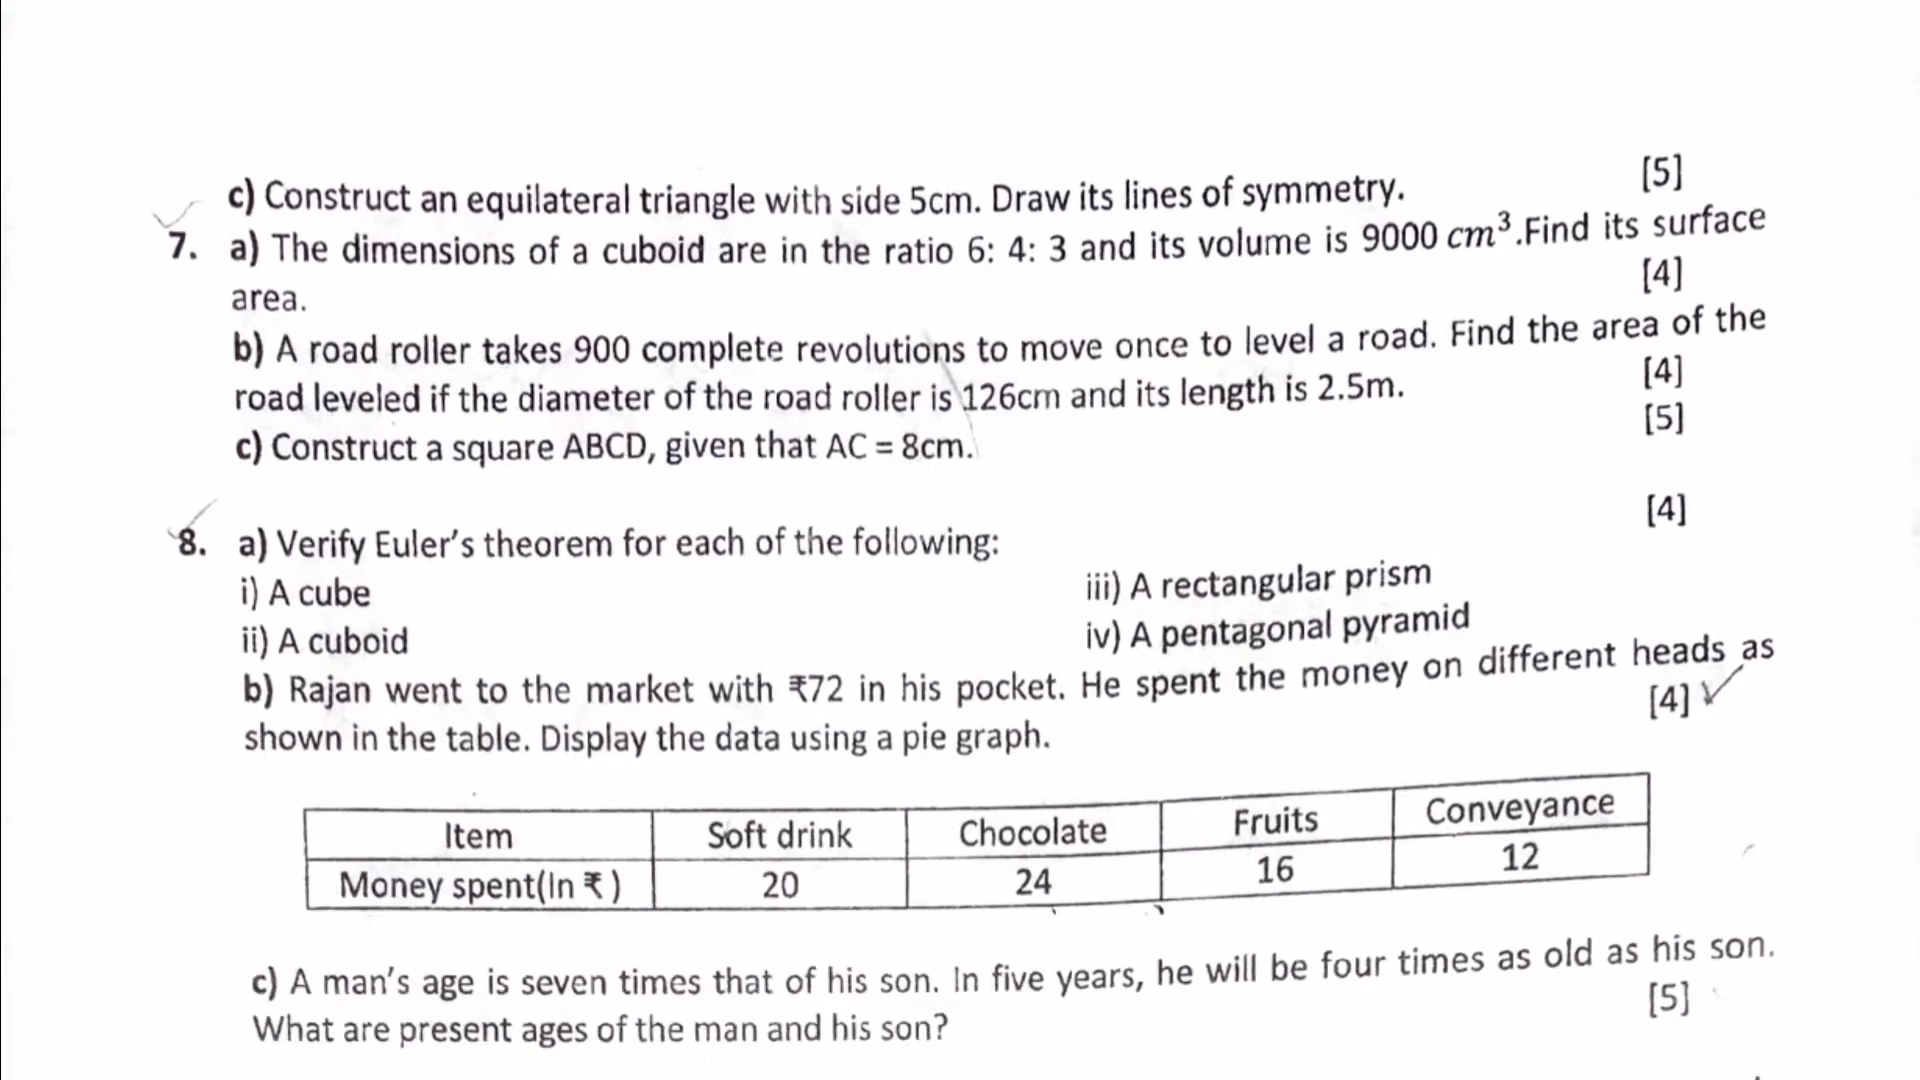 c) Construct an equilateral triangle with side 5cm. Draw its lines of symmetry. [5]
7. a) The dimensions of a cuboid are in the ratio 6: 4: 3 and its volume is 9000 cm³.Find its surface
area. [4]
b) A road roller takes 900 complete revolutions to move once to level a road. Find the area of the
road leveled if the diameter of the road roller is 126cm and its length is 2.5m. [4]
c) Construct a square ABCD, given that AC = 8cm. [5]
8. a) Verify Euler's theorem for each of the following: [4]
i) A cube iii) A rectangular prism
ii) A cuboid iv) A pentagonal pyramid
b) Rajan went to the market with ₹72 in his pocket. He spent the money on different heads as
shown in the table. Display the data using a pie graph. [4]
Item Soft drink Chocolate Fruits Conveyance
Money spent(In ₹) 20 24 16 12
c) A man's age is seven times that of his son. In five years, he will be four times as old as his son.
What are present ages of the man and his son? [5]